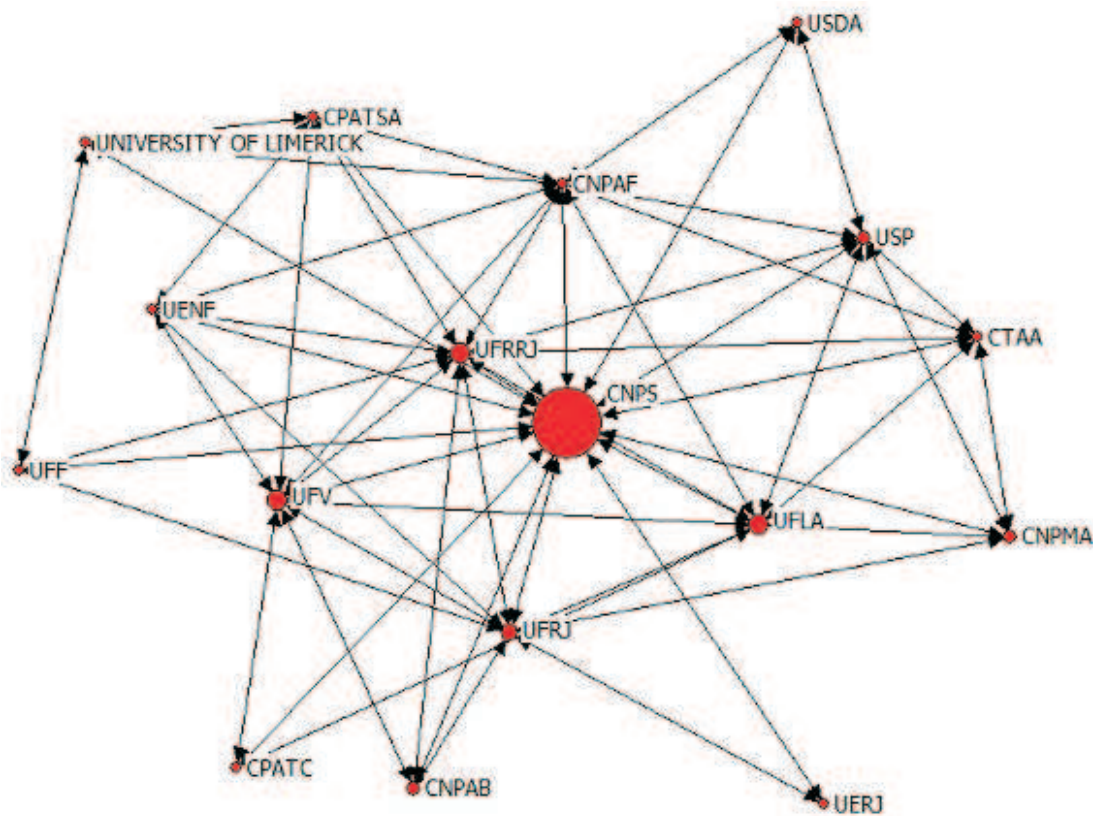 USDA
CPATSA
UNIVERSITY OF LIMERICK
CNPAF
USP
UENF
UFRRJ
CTAA
CNPS
UFF
UFV
UFLA
CNPMA
UFRJ
CPATC
CNPAB
UERJ